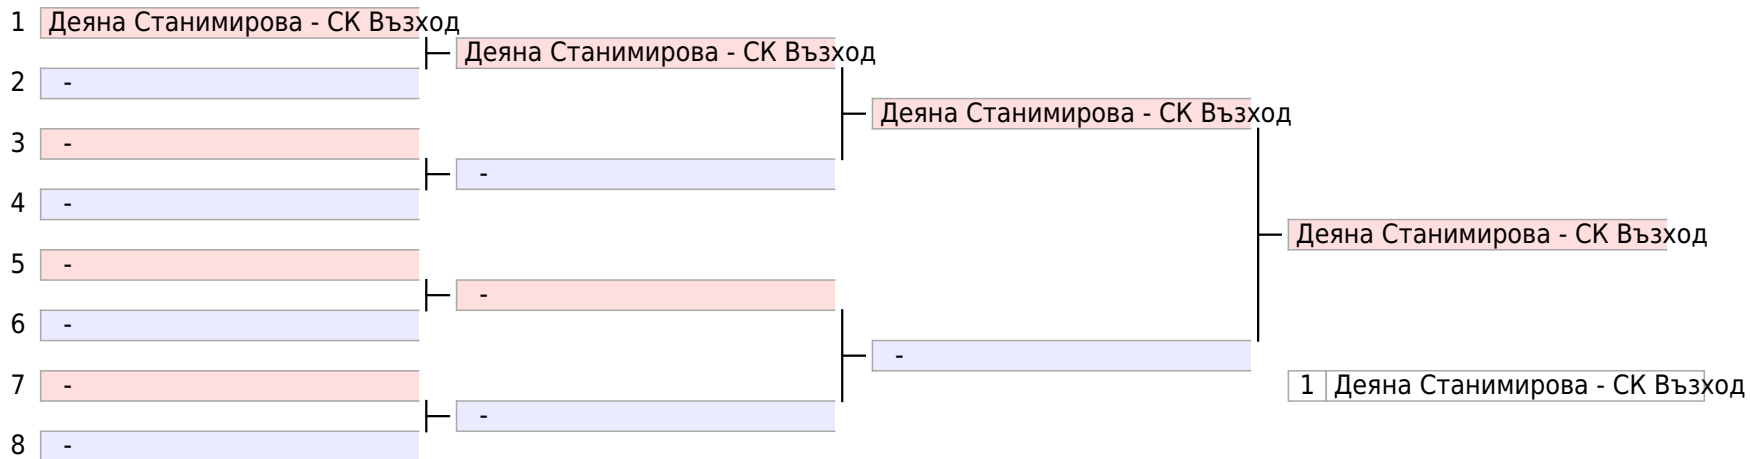 1 Деяна Станимирова - СК Възход
Деяна Станимирова - СК Възход
2 -
Деяна Станимирова - СК Възход
3 -
-
4 -
Деяна Станимирова - СК Възход
5 -
-
6 -
-
7 -
1 Деяна Станимирова - СК Възход
-
8 -